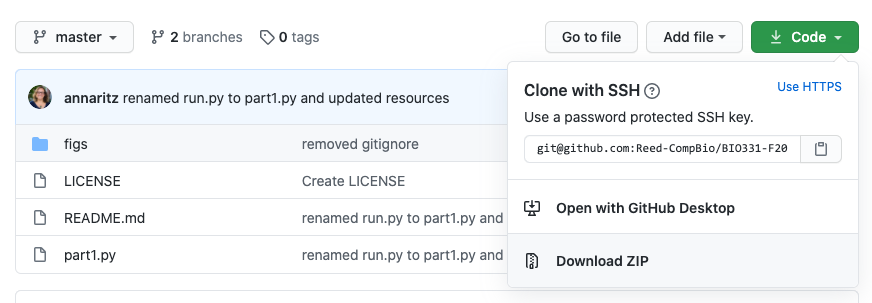 master
2 branches
0 tags
Go to file
Add file
Code
annaritz renamed run.py to part1.py and updated resources
figs
removed gitignore
LICENSE
Create LICENSE
README.md
renamed run.py to part1.py and
part1.py
renamed run.py to part1.py and
Clone with SSH
Use HTTPS
Use a password protected SSH key.
git@github.com:Reed-CompBio/BIO331-F20
Open with GitHub Desktop
Download ZIP